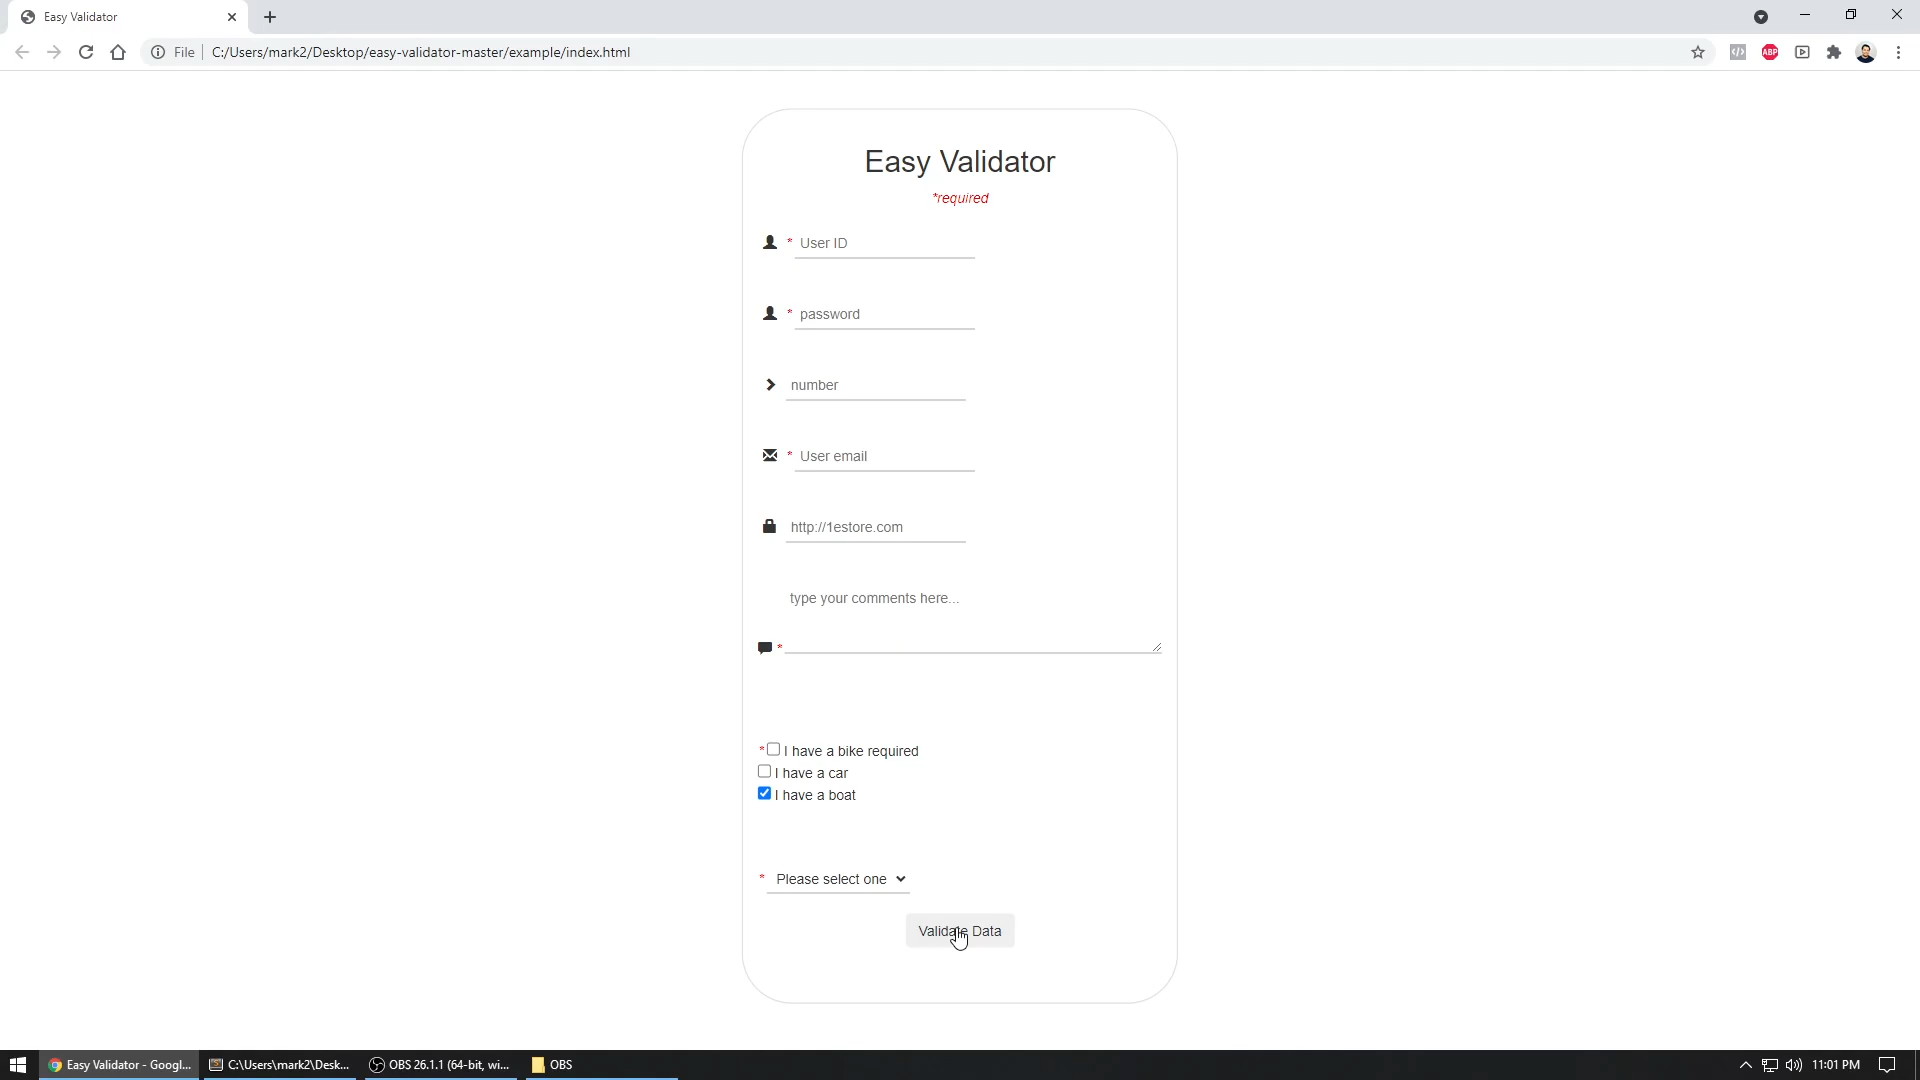 Easy Validator
File
C:/Users/mark2/Desktop/easy-validator-master/example/index.html
ABP
Easy Validator
*required
* User ID
* password
number
* User email
http://1estore.com
type your comments here...
*
* I have a bike required
I have a car
I have a boat
* Please select one
Validate Data
Easy Validator - Googl...
C:\Users\mark2\Desk...
OBS 26.1.1 (64-bit, wi...
OBS
11:01 PM